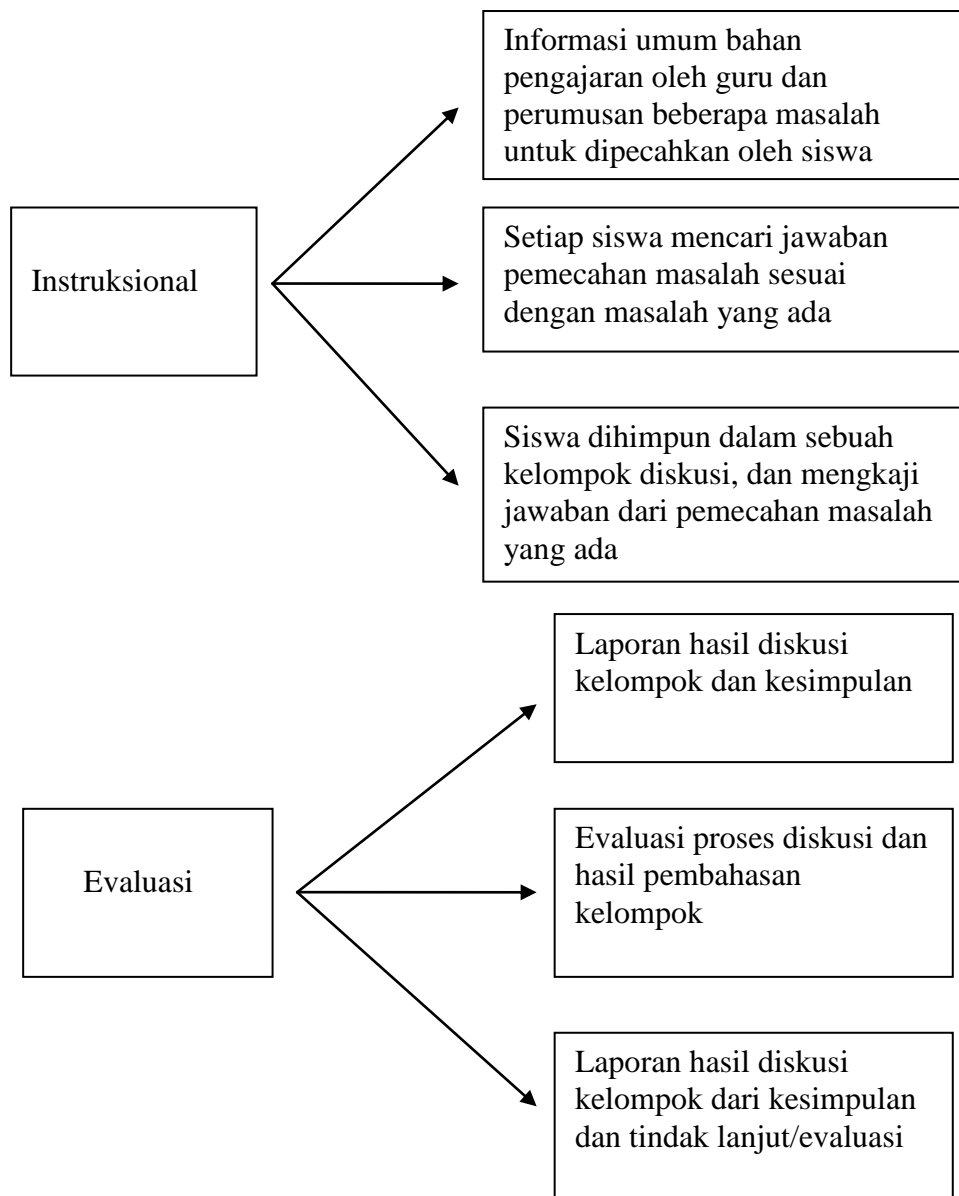 Informasi umum bahan
pengajaran oleh guru dan
perumusan beberapa masalah
untuk dipecahkan oleh siswa
Instruksional
Setiap siswa mencari jawaban
pemecahan masalah sesuai
dengan masalah yang ada
Siswa dihimpun dalam sebuah
kelompok diskusi, dan mengkaji
jawaban dari pemecahan masalah
yang ada
Laporan hasil diskusi
kelompok dan kesimpulan
Evaluasi
Evaluasi proses diskusi dan
hasil pembahasan
kelompok
Laporan hasil diskusi
kelompok dari kesimpulan
dan tindak lanjut/evaluasi